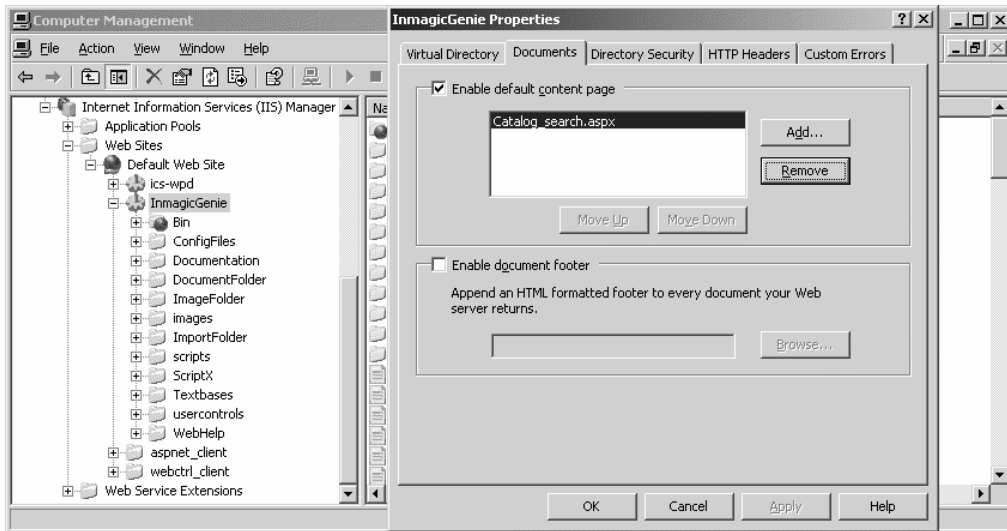 Computer Management
File Action View Window Help
Internet Information Services (IIS) Manager
Application Pools
Web Sites
Default Web Site
ics-wpd
InmagicGenie
Bin
ConfigFiles
Documentation
DocumentFolder
ImageFolder
images
ImportFolder
scripts
ScriptX
Textbases
usercontrols
WebHelp
aspnet_client
webctrl_client
Web Service Extensions
Na
InmagicGenie Properties
Virtual Directory Documents Directory Security HTTP Headers Custom Errors
Enable default content page
Catalog_search.aspx
Add...
Remove
Move Up Move Down
Enable document footer
Append an HTML formatted footer to every document your Web
server returns.
Browse...
OK Cancel Apply Help